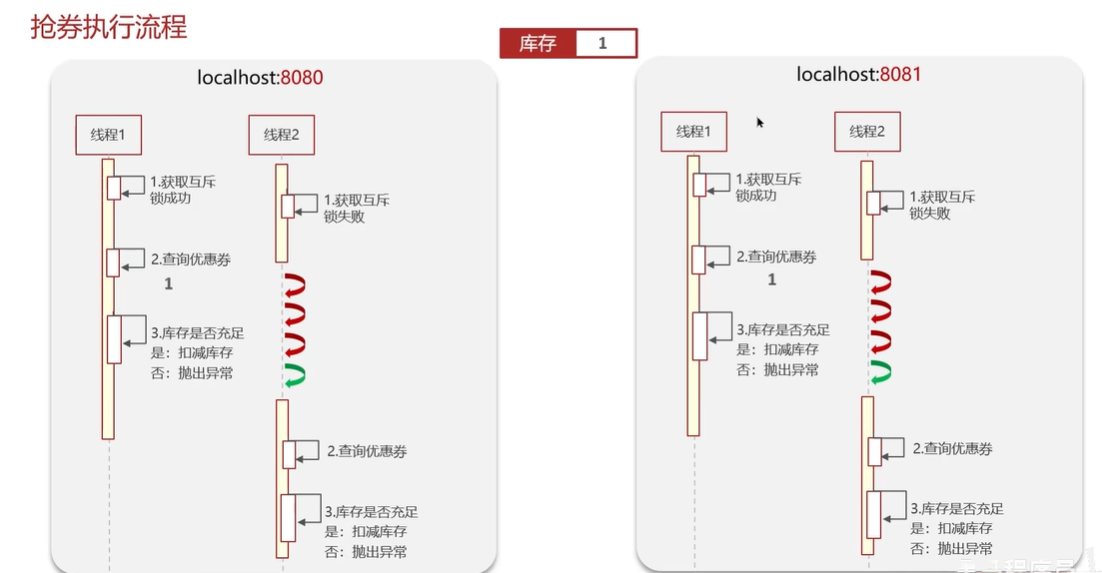 抢券执行流程
库存 1
localhost:8080
线程1
线程2
1.获取互斥
锁成功
1.获取互斥
锁失败
2.查询优惠券
1
3.库存是否充足
是：扣减库存
否：抛出异常
2.查询优惠券
3.库存是否充足
是：扣减库存
否：抛出异常
localhost:8081
线程1
线程2
1.获取互斥
锁成功
1.获取互斥
锁失败
2.查询优惠券
1
3.库存是否充足
是：扣减库存
否：抛出异常
2.查询优惠券
3.库存是否充足
是：扣减库存
否：抛出异常